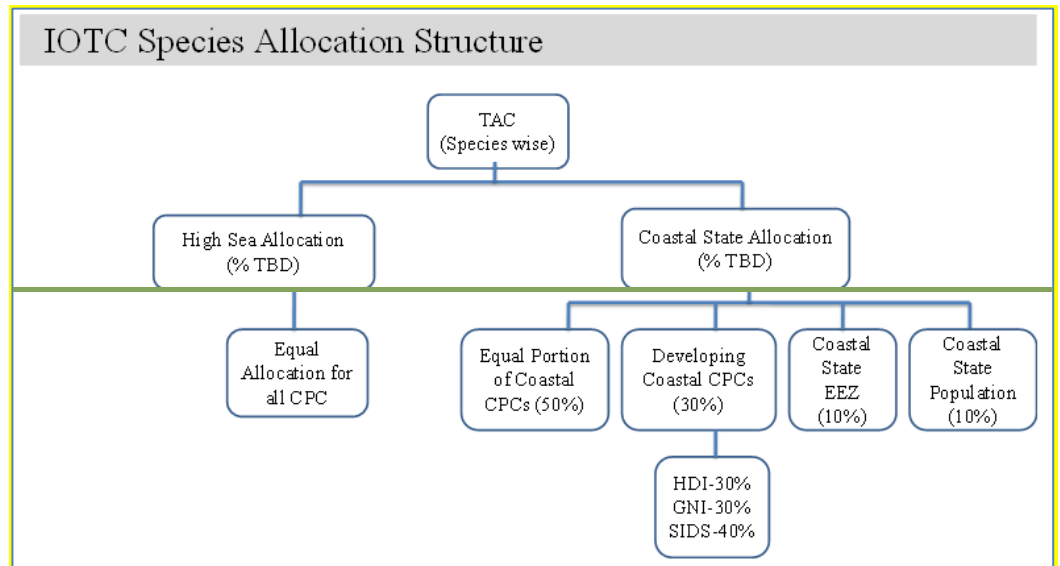 IOTC Species Allocation Structure
TAC
(Species wise)
High Sea Allocation
(% TBD)
Coastal State Allocation
(% TBD)
Equal
Allocation for
all CPC
Equal Portion
of Coastal
CPCs (50%)
Developing
Coastal CPCs
(30%)
Coastal
State
EEZ
(10%)
Coastal
State
Population
(10%)
HDI-30%
GNI-30%
SIDS-40%